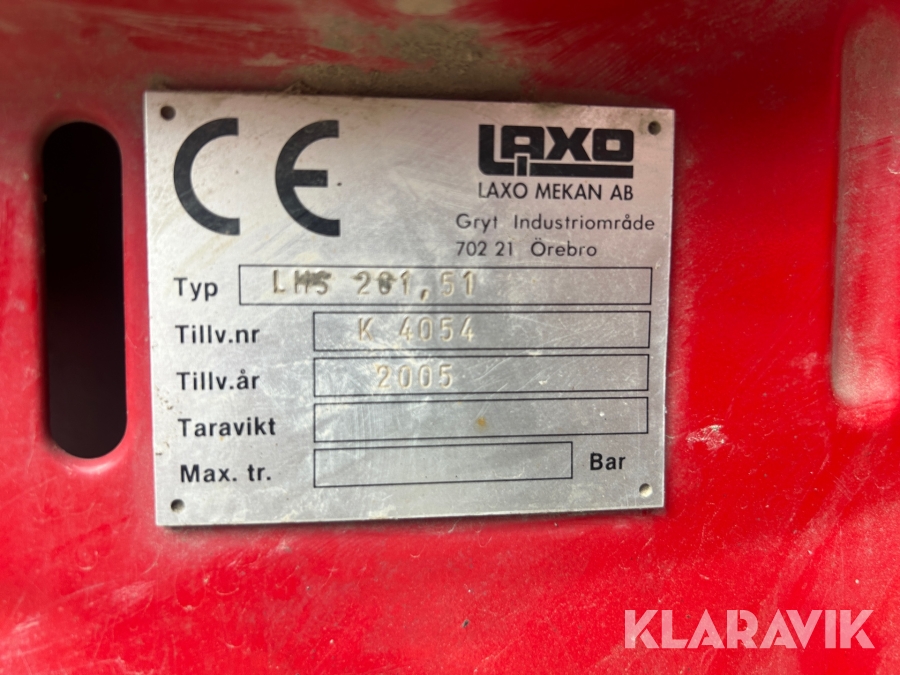 CE
LAXO
LAXO MEKAN AB
Gryt Industriområde
702 21 Örebro
Typ LMS 201,51
Tillv.nr K 4054
Tillv.år 2005
Taravikt
Max. tr. Bar
KLARAVIK